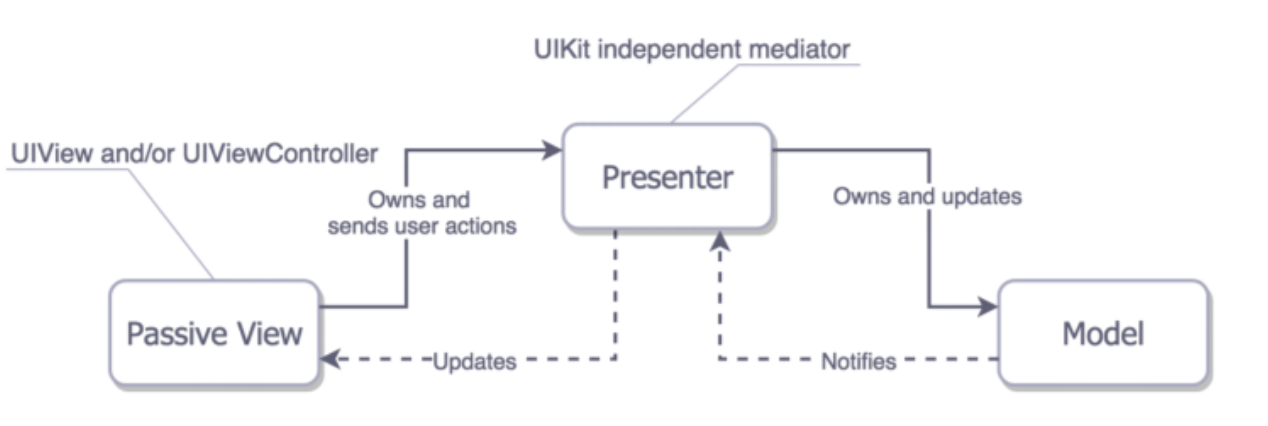 UIKit independent mediator
UIView and/or UIViewController
Presenter
Owns and
sends user actions
Owns and updates
Passive View
Updates
Notifies
Model